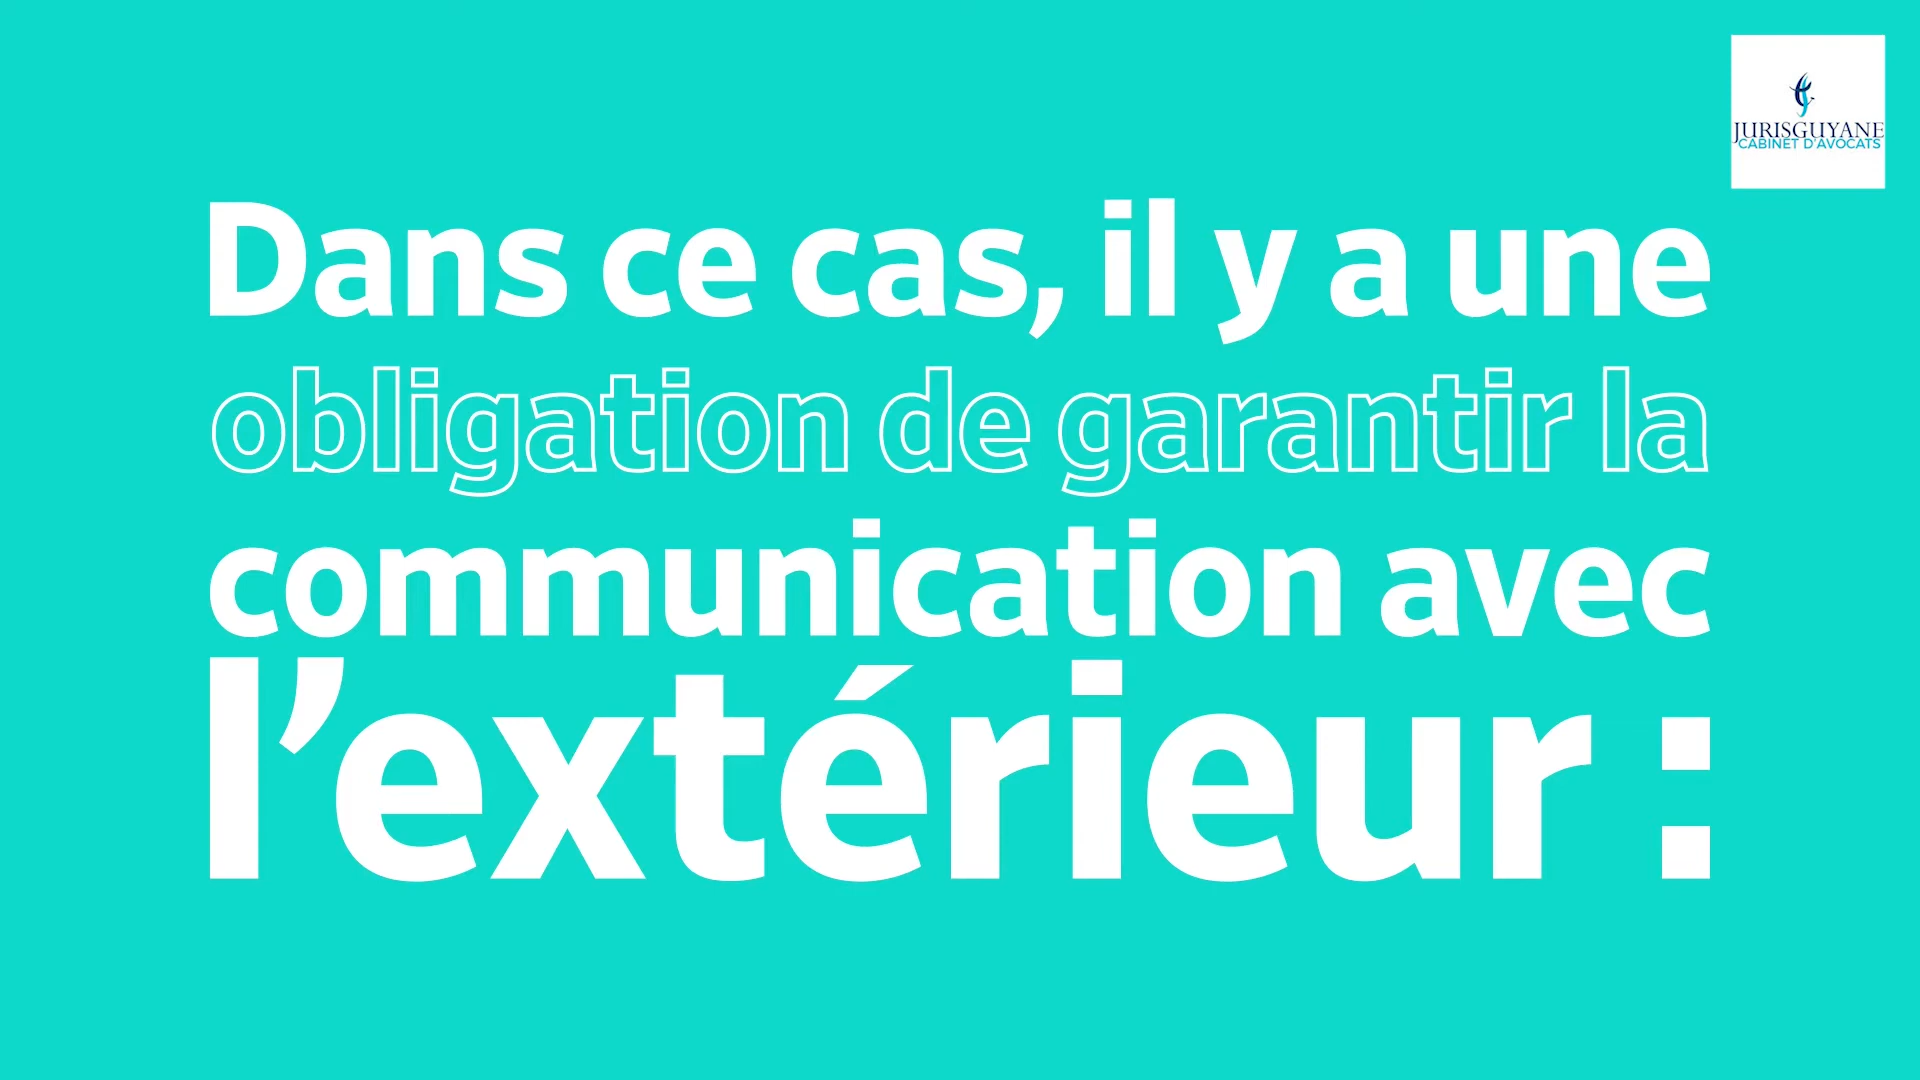 JURISGUYANE
CABINET D'AVOCATS
Dans ce cas, il y a une
obligation de garantir la
communication avec
l’extérieur :